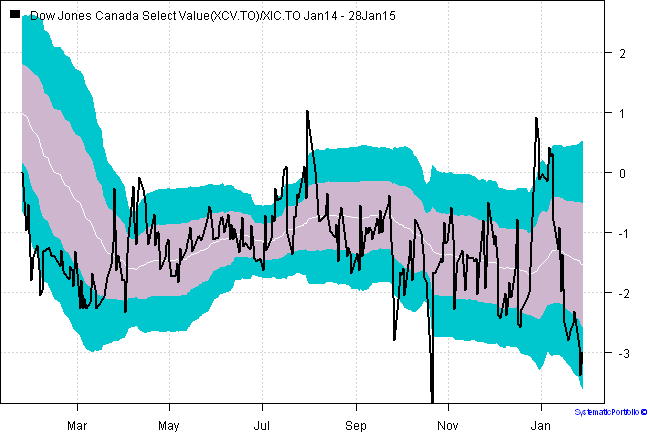 Dow Jones Canada Select Value(XCV.TO)/XIC.TO Jan14 - 28Jan15
2
1
0
-1
-2
-3
Mar May Jul Sep Nov Jan
SystematicPortfolio ©